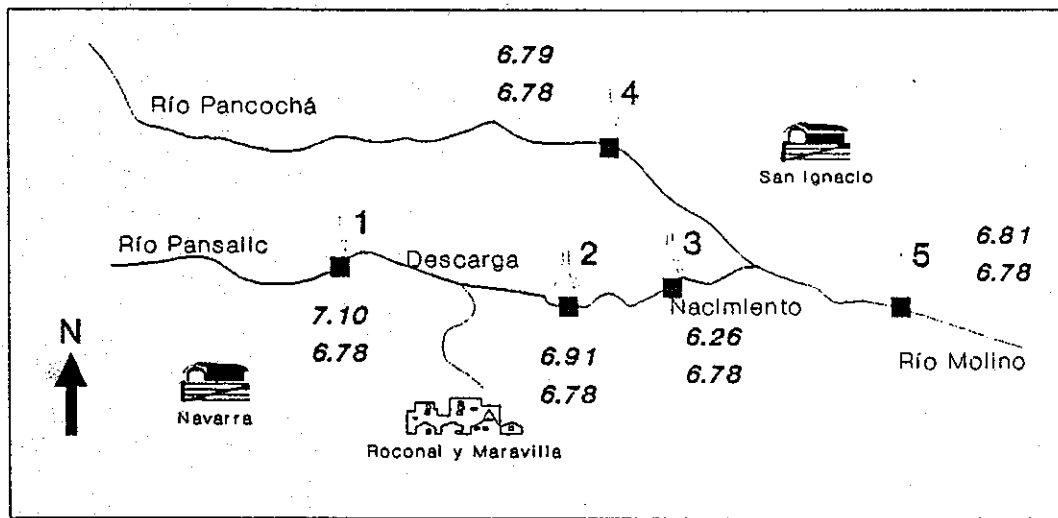 6.79
6.78
4
Río Pancochá
San Ignacio
1
Río Pansalic
Descarga
2
3
5
6.81
6.78
Nacimiento
7.10
6.78
6.91
6.78
6.26
6.78
Río Molino
N
Navarra
Roconal y Maravilla